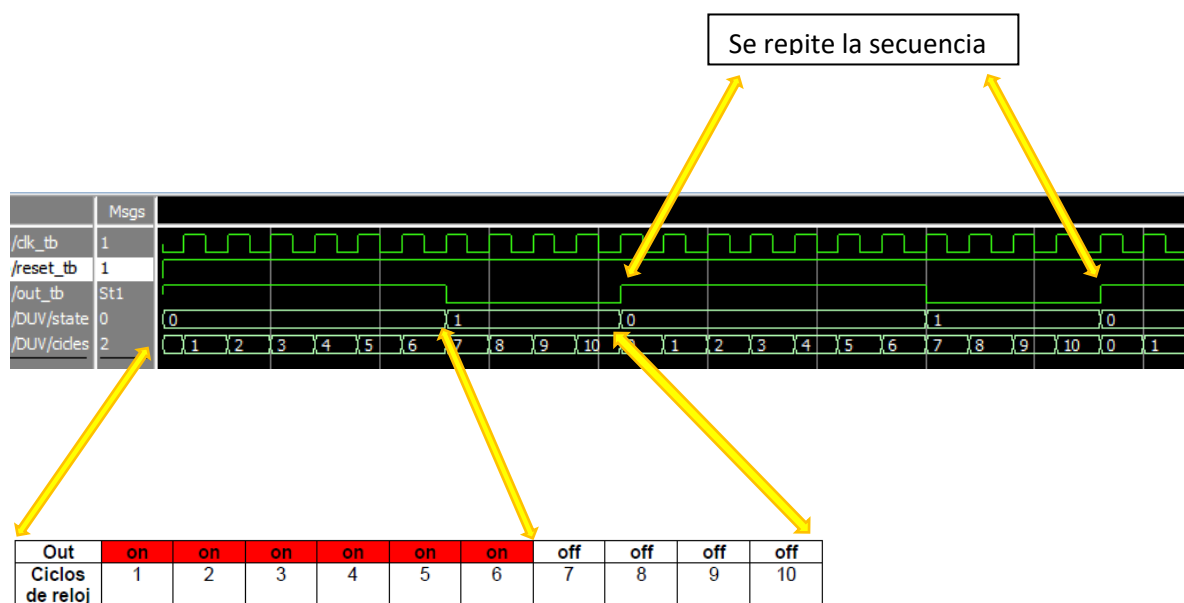 Se repite la secuencia
Msgs
/clk_tb 1
/reset_tb 1
/out_tb St1
/DUV/state 0 0 1 0 1 0
/DUV/cicles 2 1 2 3 4 5 6 7 8 9 10 0 1 2 3 4 5 6 7 8 9 10 0 1
Out on on on on on on off off off off
Ciclos 1 2 3 4 5 6 7 8 9 10
de reloj